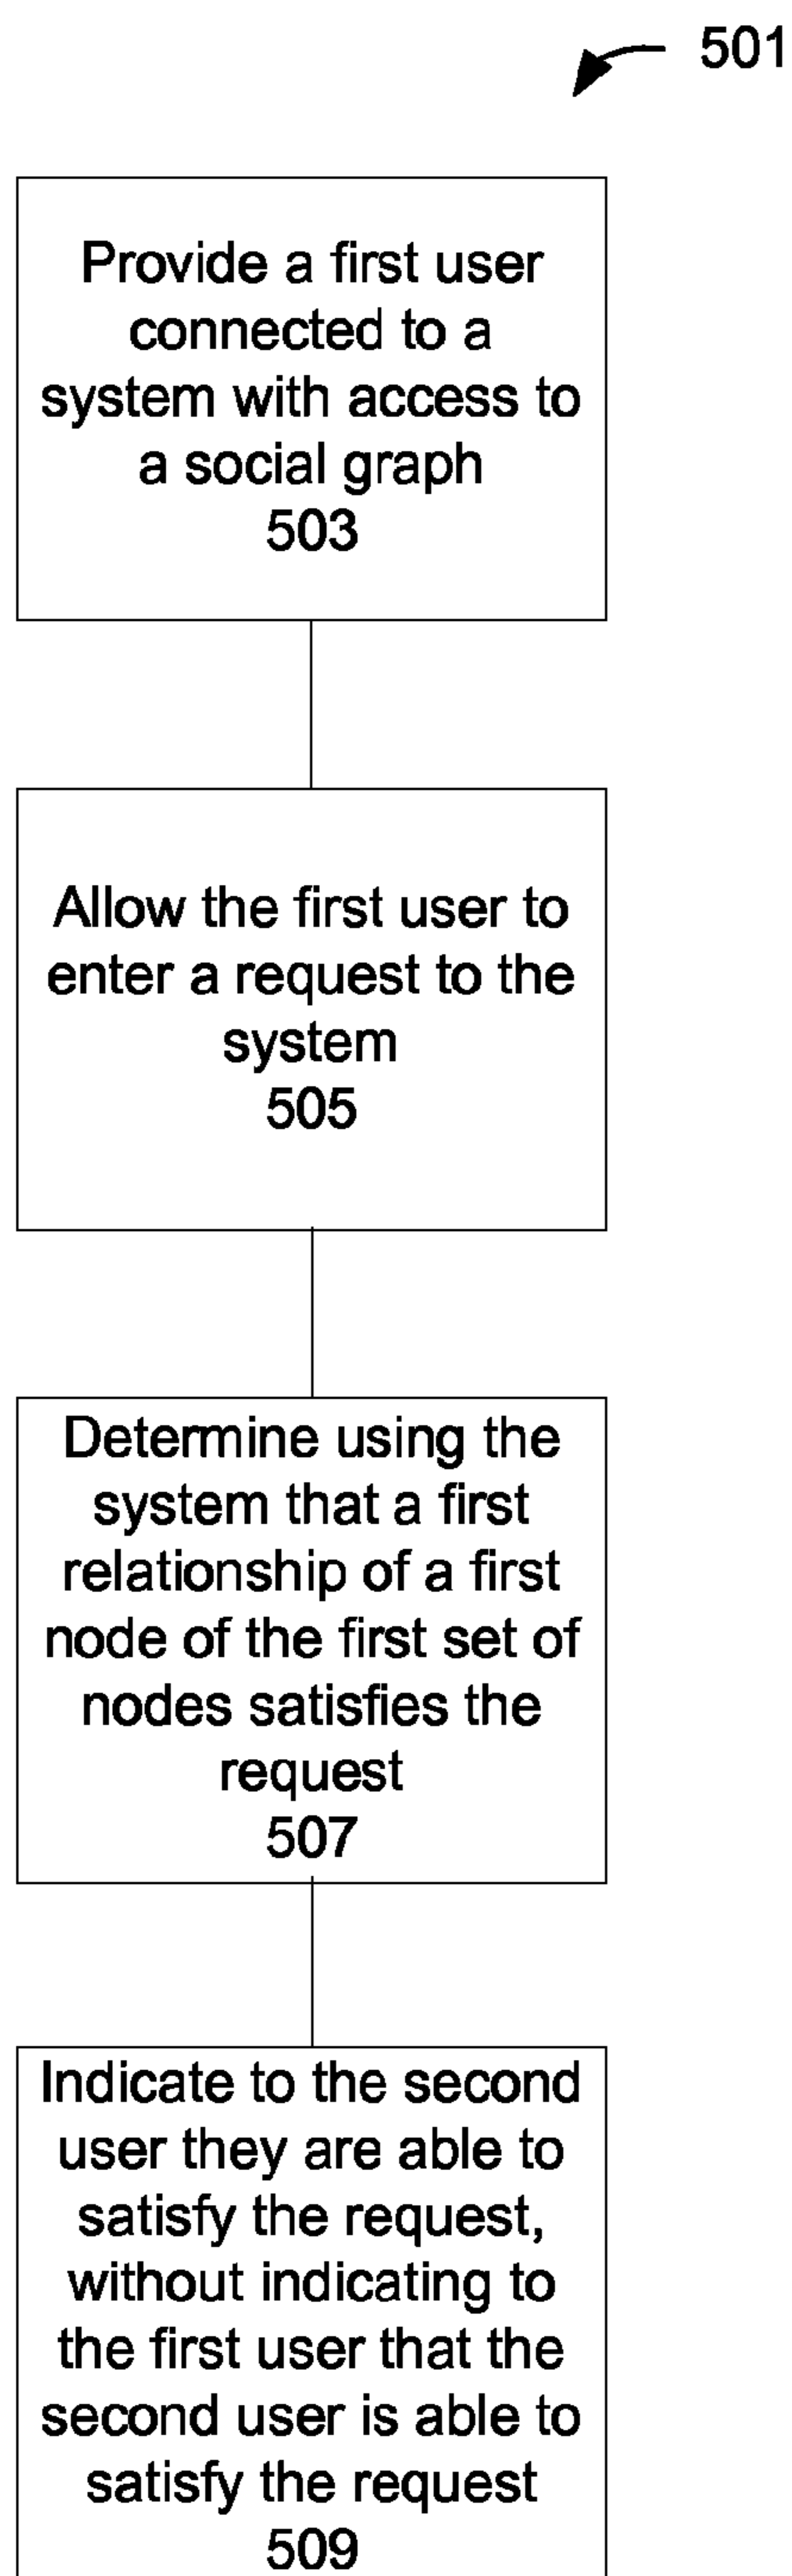 501
Provide a first user
connected to a
system with access to
a social graph
503
Allow the first user to
enter a request to the
system
505
Determine using the
system that a first
relationship of a first
node of the first set of
nodes satisfies the
request
507
Indicate to the second
user they are able to
satisfy the request,
without indicating to
the first user that the
second user is able to
satisfy the request
509